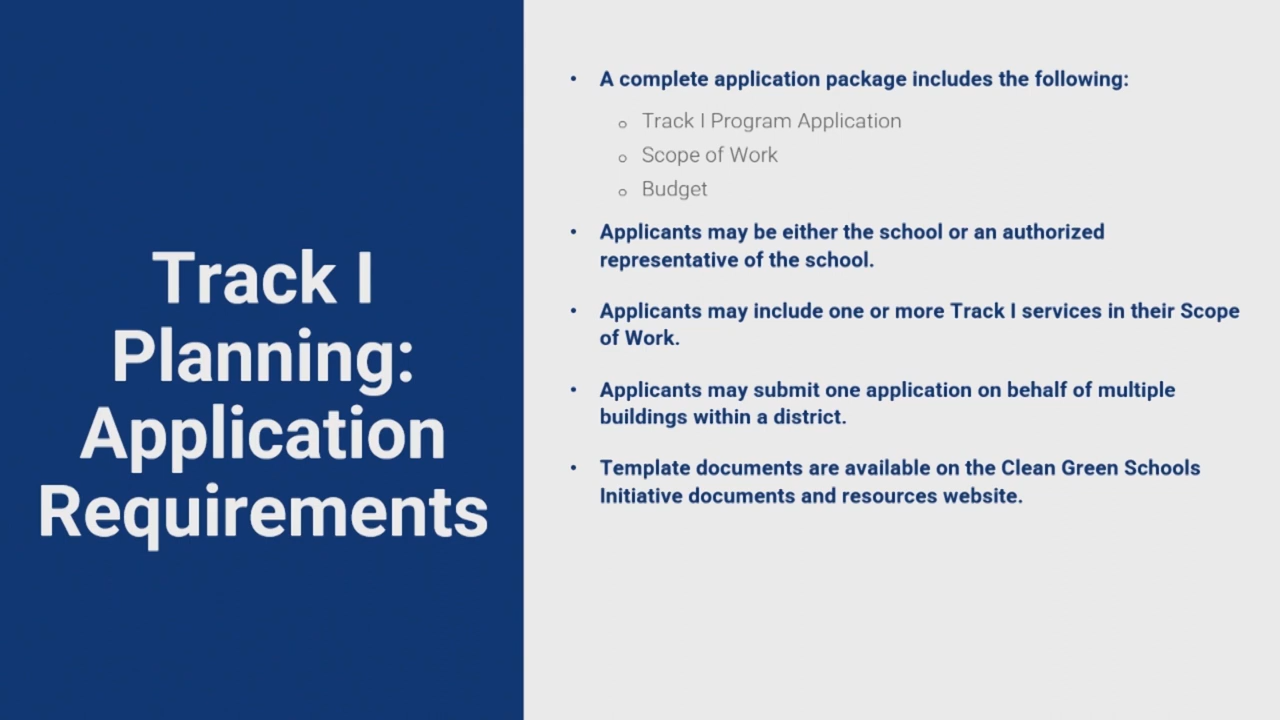 Track I
Planning:
Application
Requirements
• A complete application package includes the following:
o Track I Program Application
o Scope of Work
o Budget
• Applicants may be either the school or an authorized
representative of the school.
• Applicants may include one or more Track I services in their Scope
of Work.
• Applicants may submit one application on behalf of multiple
buildings within a district.
• Template documents are available on the Clean Green Schools
Initiative documents and resources website.